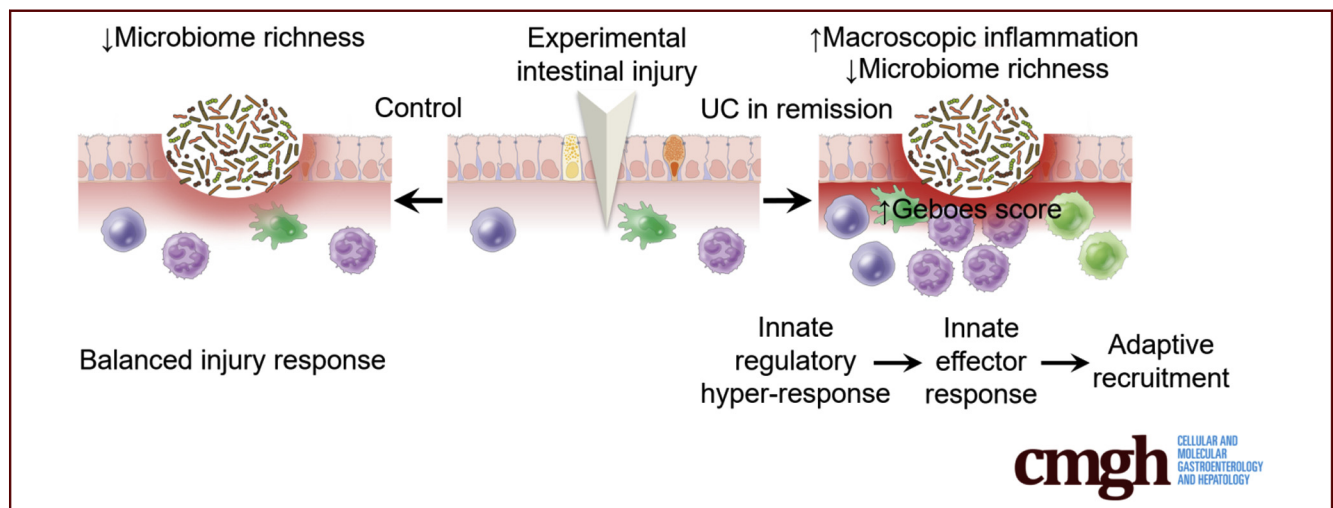 ↓Microbiome richness
Control
Experimental
intestinal injury
UC in remission
↑Macroscopic inflammation
↓Microbiome richness
↑Geboes score
Balanced injury response
Innate
regulatory
hyper-response
Innate
effector
response
Adaptive
recruitment
cmgh
CELLULAR AND
MOLECULAR
GASTROENTEROLOGY
AND HEPATOLOGY